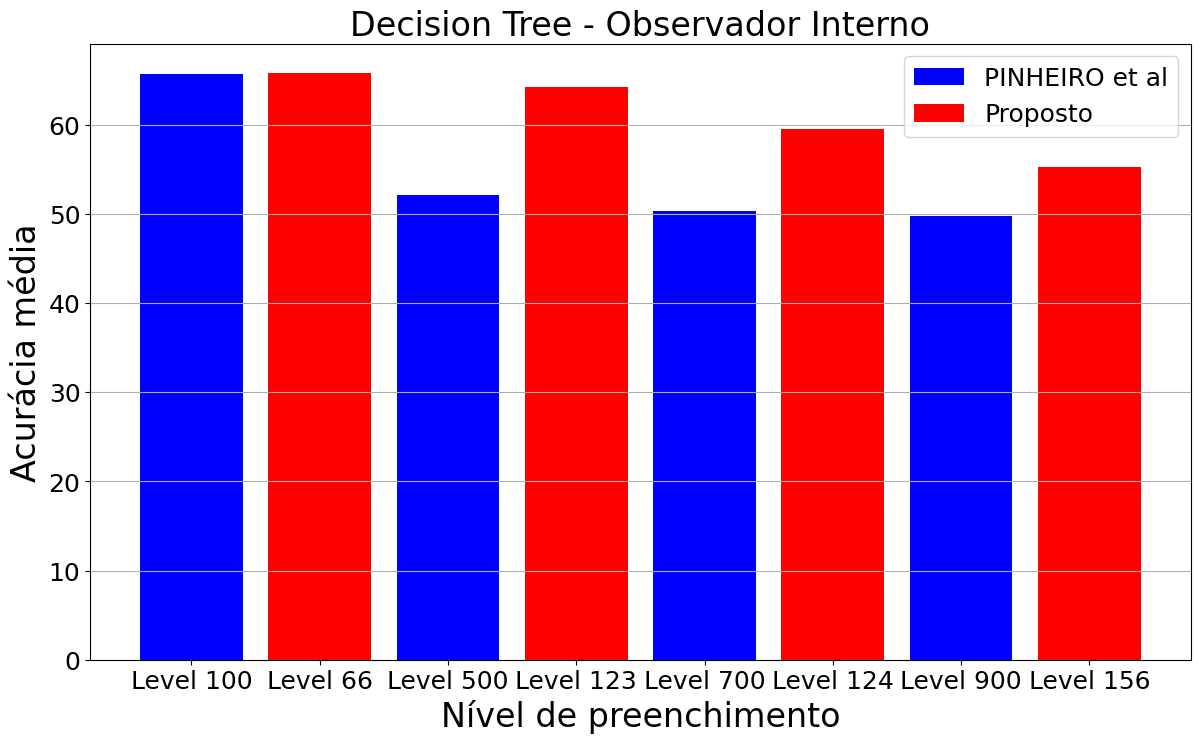 Decision Tree - Observador Interno
PINHEIRO et al
Proposto
Acurácia média
60
50
40
30
20
10
0
Level 100 Level 66 Level 500 Level 123 Level 700 Level 124 Level 900 Level 156
Nível de preenchimento